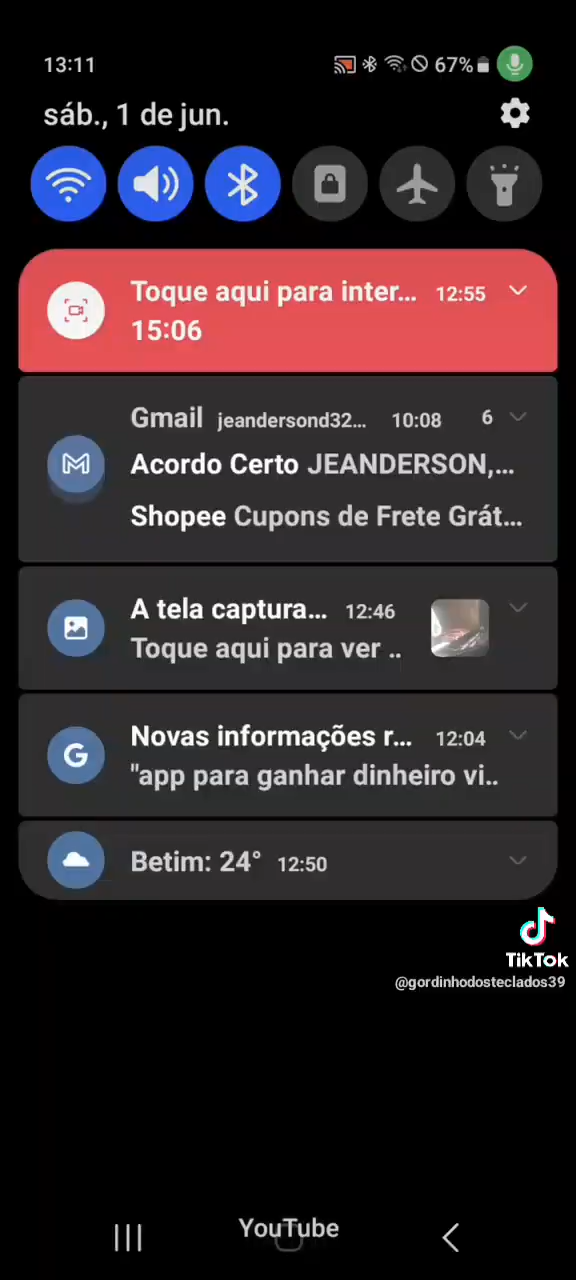 13:11 67%
sáb., 1 de jun.
Toque aqui para inter... 12:55
15:06
Gmail jeandersond32... 10:08 6
Acordo Certo JEANDERSON,...
Shopee Cupons de Frete Grát...
A tela captura... 12:46
Toque aqui para ver ..
Novas informações r... 12:04
"app para ganhar dinheiro vi..
Betim: 24° 12:50
TikTok
@gordinhodosteclados39
YouTube